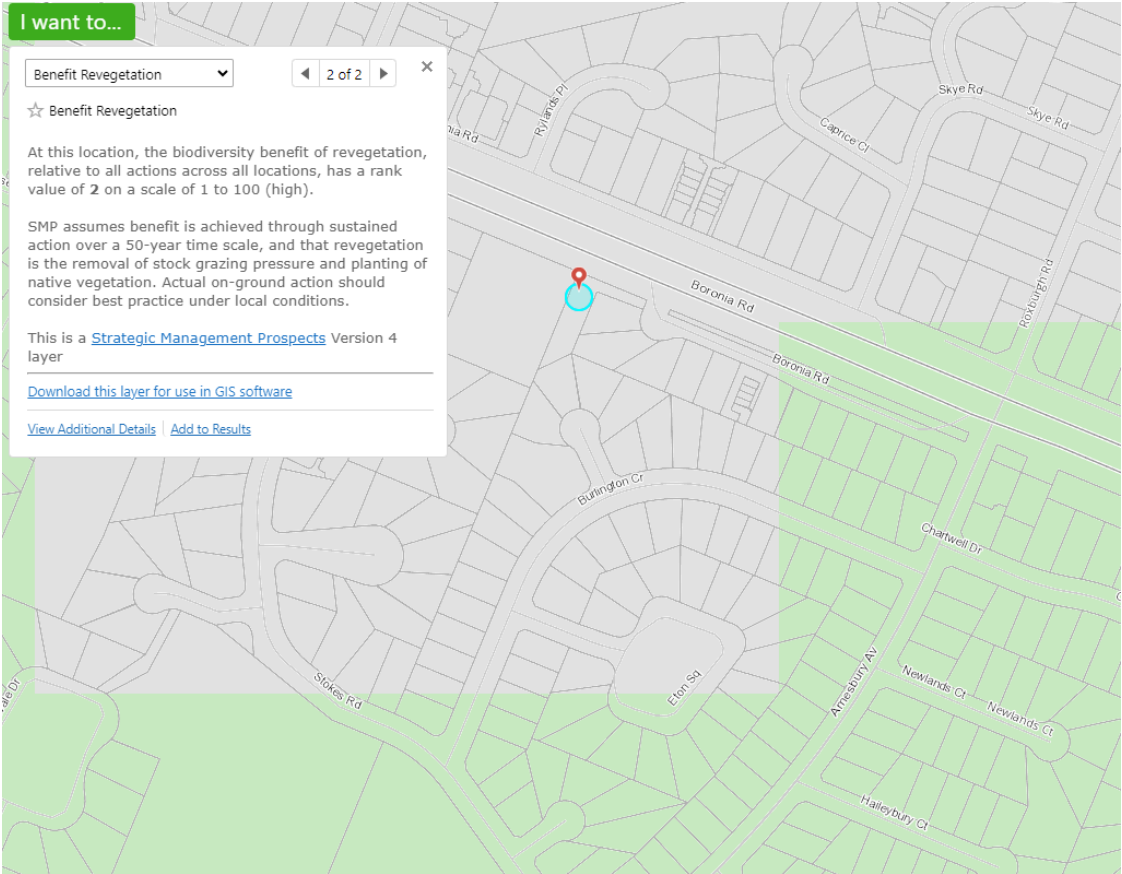 I want to...
Benefit Revegetation
2 of 2
Benefit Revegetation
At this location, the biodiversity benefit of revegetation,
relative to all actions across all locations, has a rank
value of 2 on a scale of 1 to 100 (high).
SMP assumes benefit is achieved through sustained
action over a 50-year time scale, and that revegetation
is the removal of stock grazing pressure and planting of
native vegetation. Actual on-ground action should
consider best practice under local conditions.
This is a Strategic Management Prospects Version 4
layer
Download this layer for use in GIS software
View Additional Details
Add to Results
Rylands Pl
nia Rd
Caprice Cl
Skye Rd
Skye Rd
Roxburgh Rd
Boronia Rd
Boronia Rd
Burlington Cr
Chartwell Dr
Stokes Rd
Eton Sq
Arnesbury Av
Newlands Ct
Newlands Ct
Haileybury Ct
ale Dr